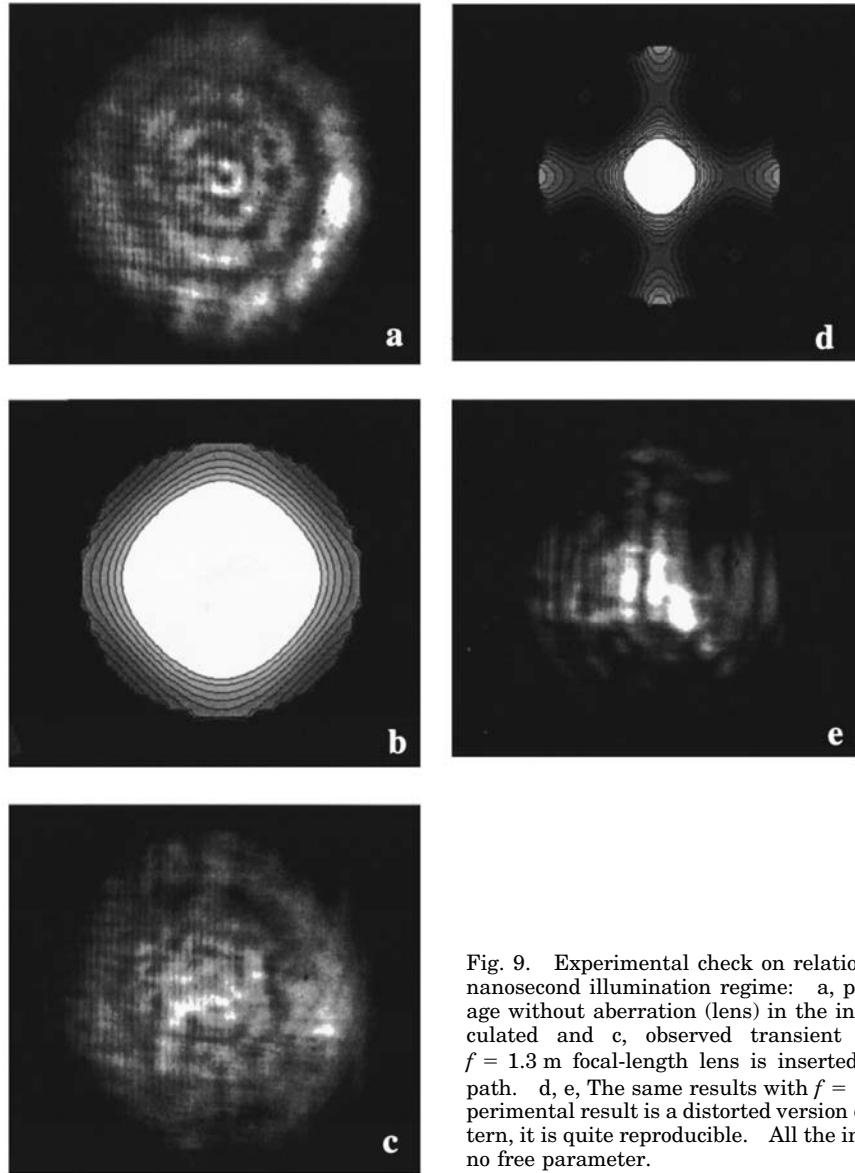 a
d
b
e
c
Fig. 9. Experimental check on relatio
nanosecond illumination regime: a, p
age without aberration (lens) in the in
culated and c, observed transient
f = 1.3 m focal-length lens is inserted
path. d, e, The same results with f =
perimental result is a distorted version o
tern, it is quite reproducible. All the in
no free parameter.